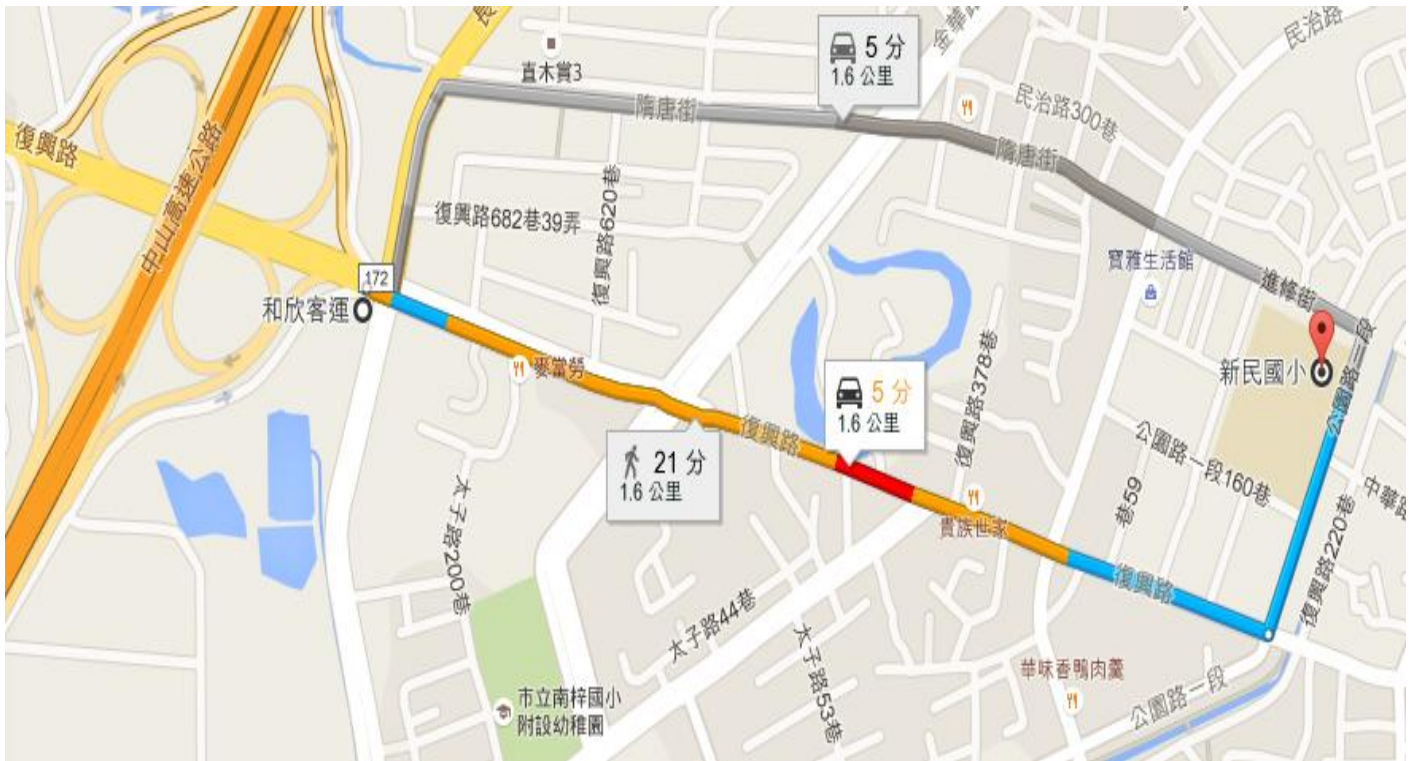 5 分
1.6 公里
金華路
民治路
直木賞3
隋唐街
民治路300巷
隋唐街
復興路
中山高速公路
復興路682巷39弄
復興路620巷
寶雅生活館
進修街
172
和欣客運
麥當勞
新民國小
公園路一段
5 分
1.6 公里
復興路378巷
復興路
21 分
1.6 公里
公園路一段160巷
巷59
中華路
貴族世家
太子路200巷
復興路
復興路220巷
太子路44巷
太子路53巷
華味香鴨肉羹
公園路一段
市立南梓國小
附設幼稚園